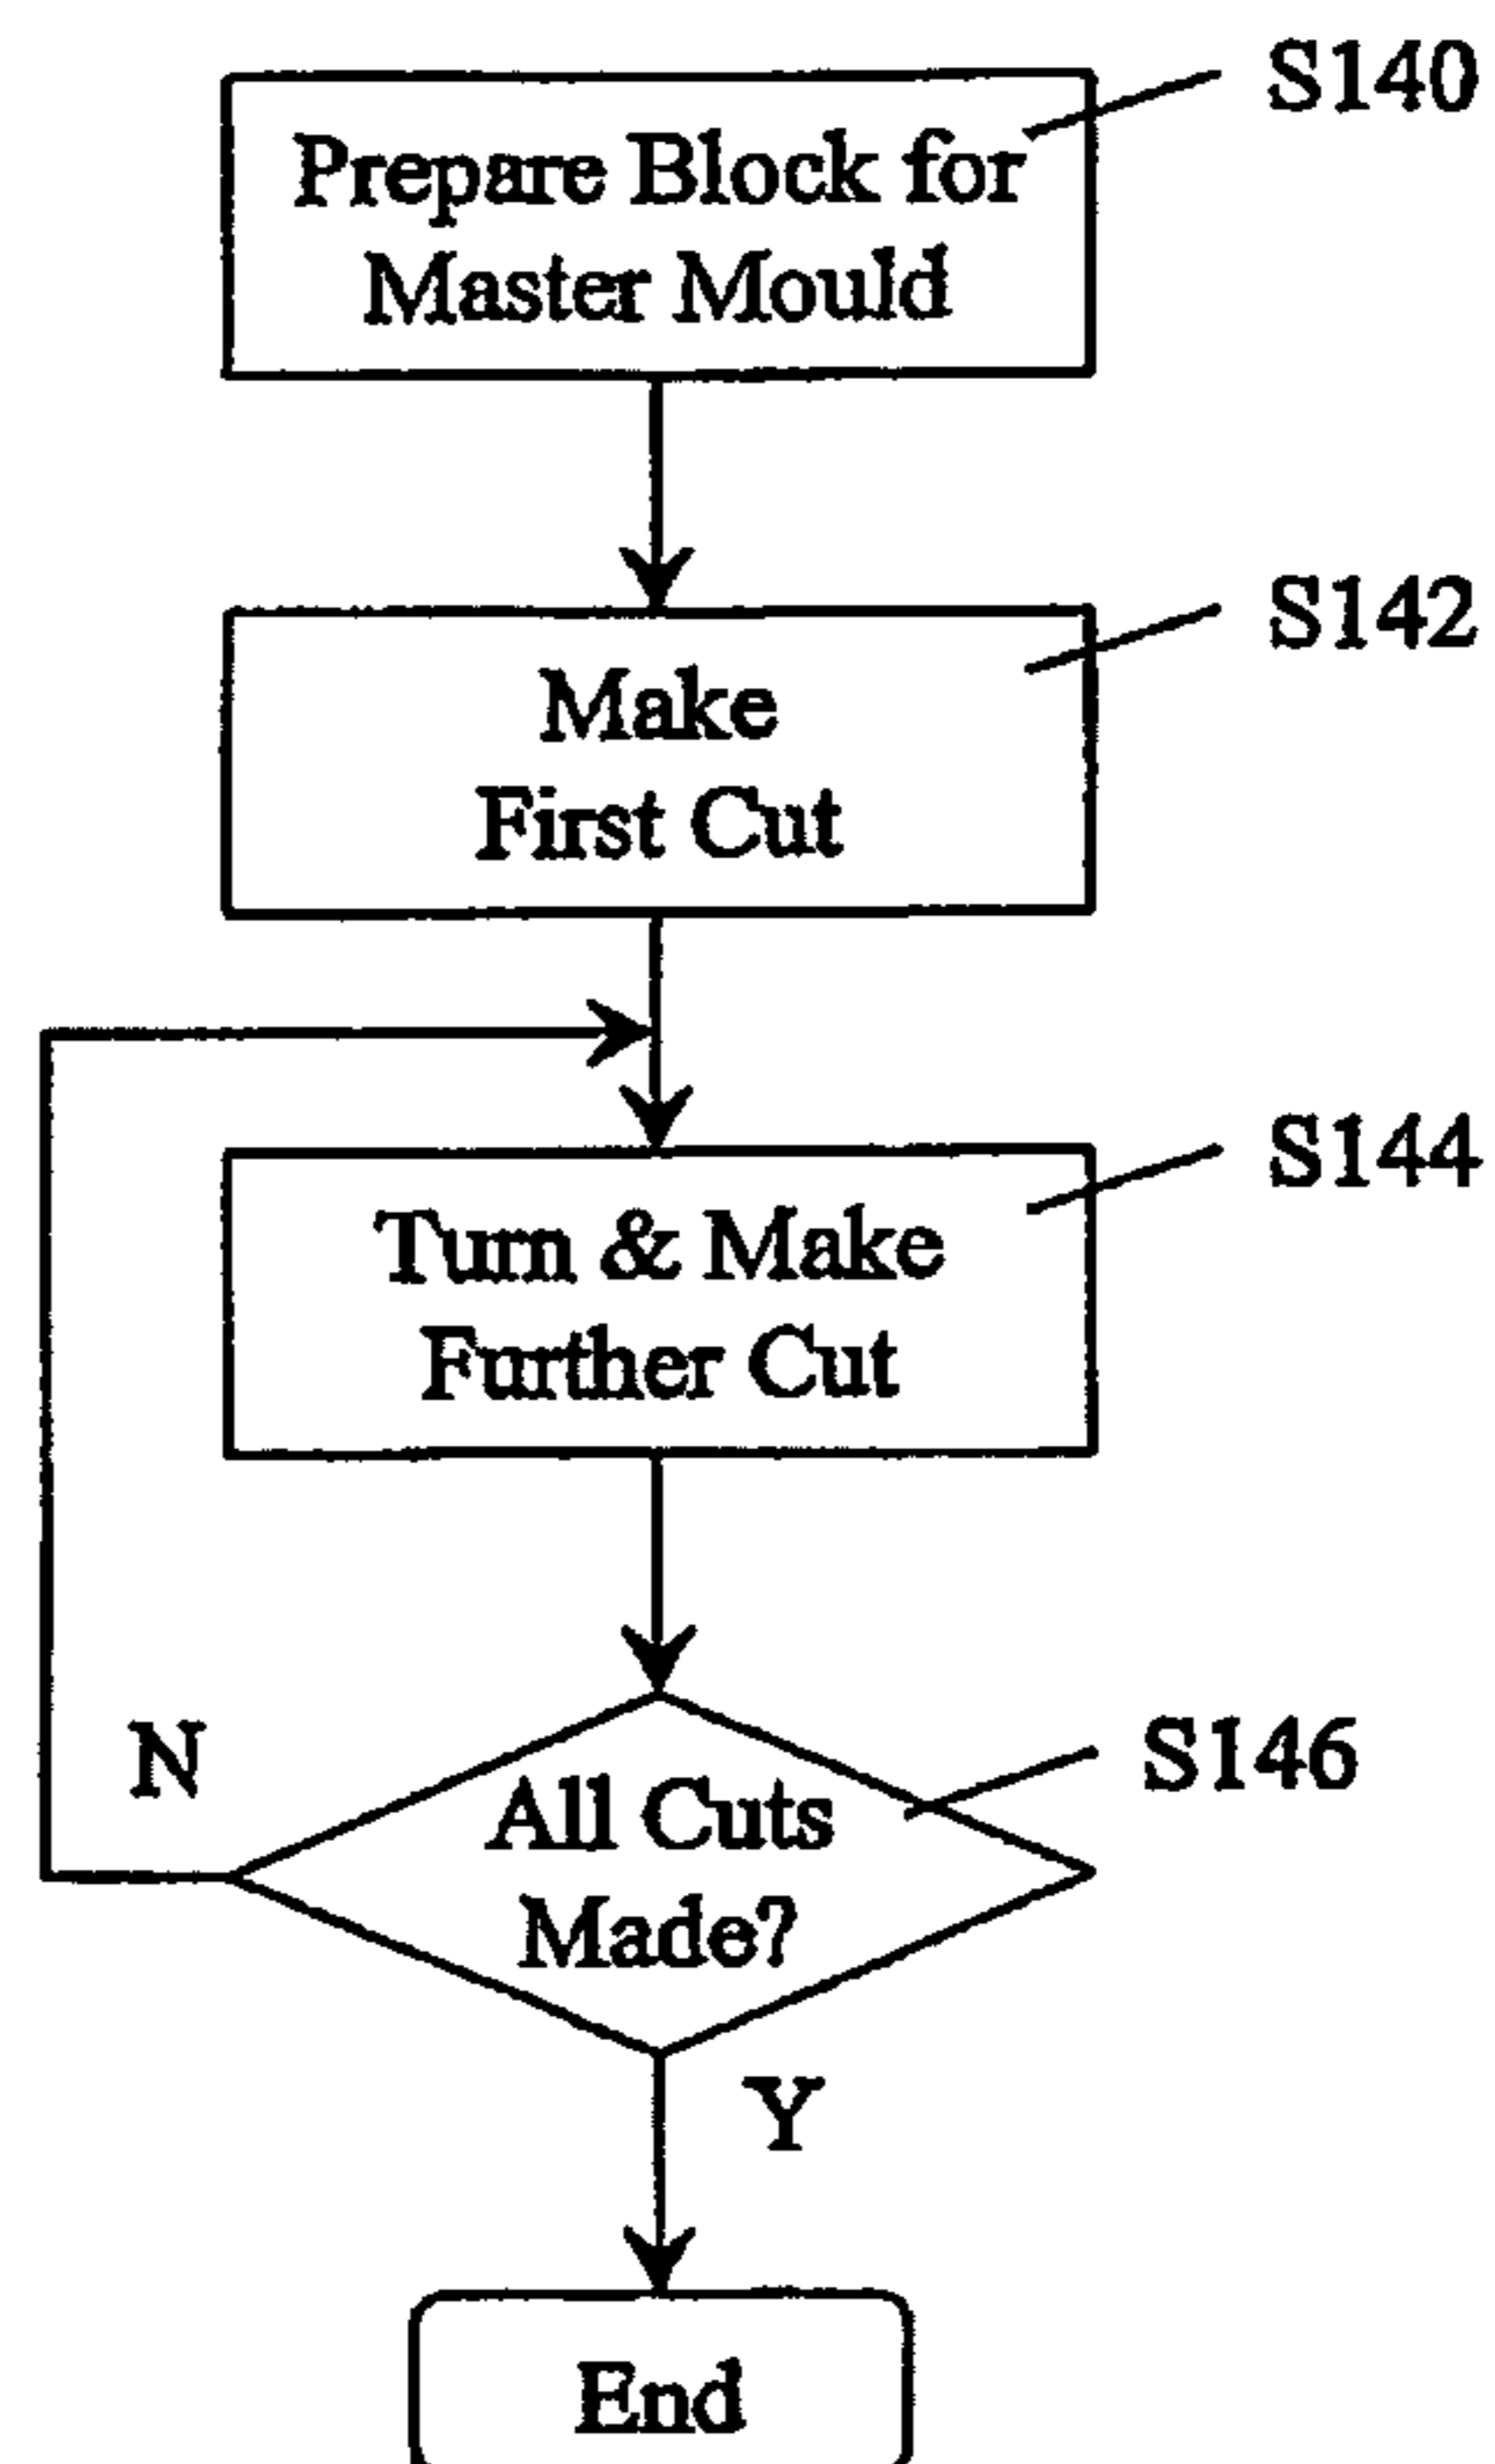 S140
Prepare Block for
Master Mould
S142
Make
First Cut
S144
Turn & Make
Further Cut
N
S146
All Cuts
Made?
Y
End